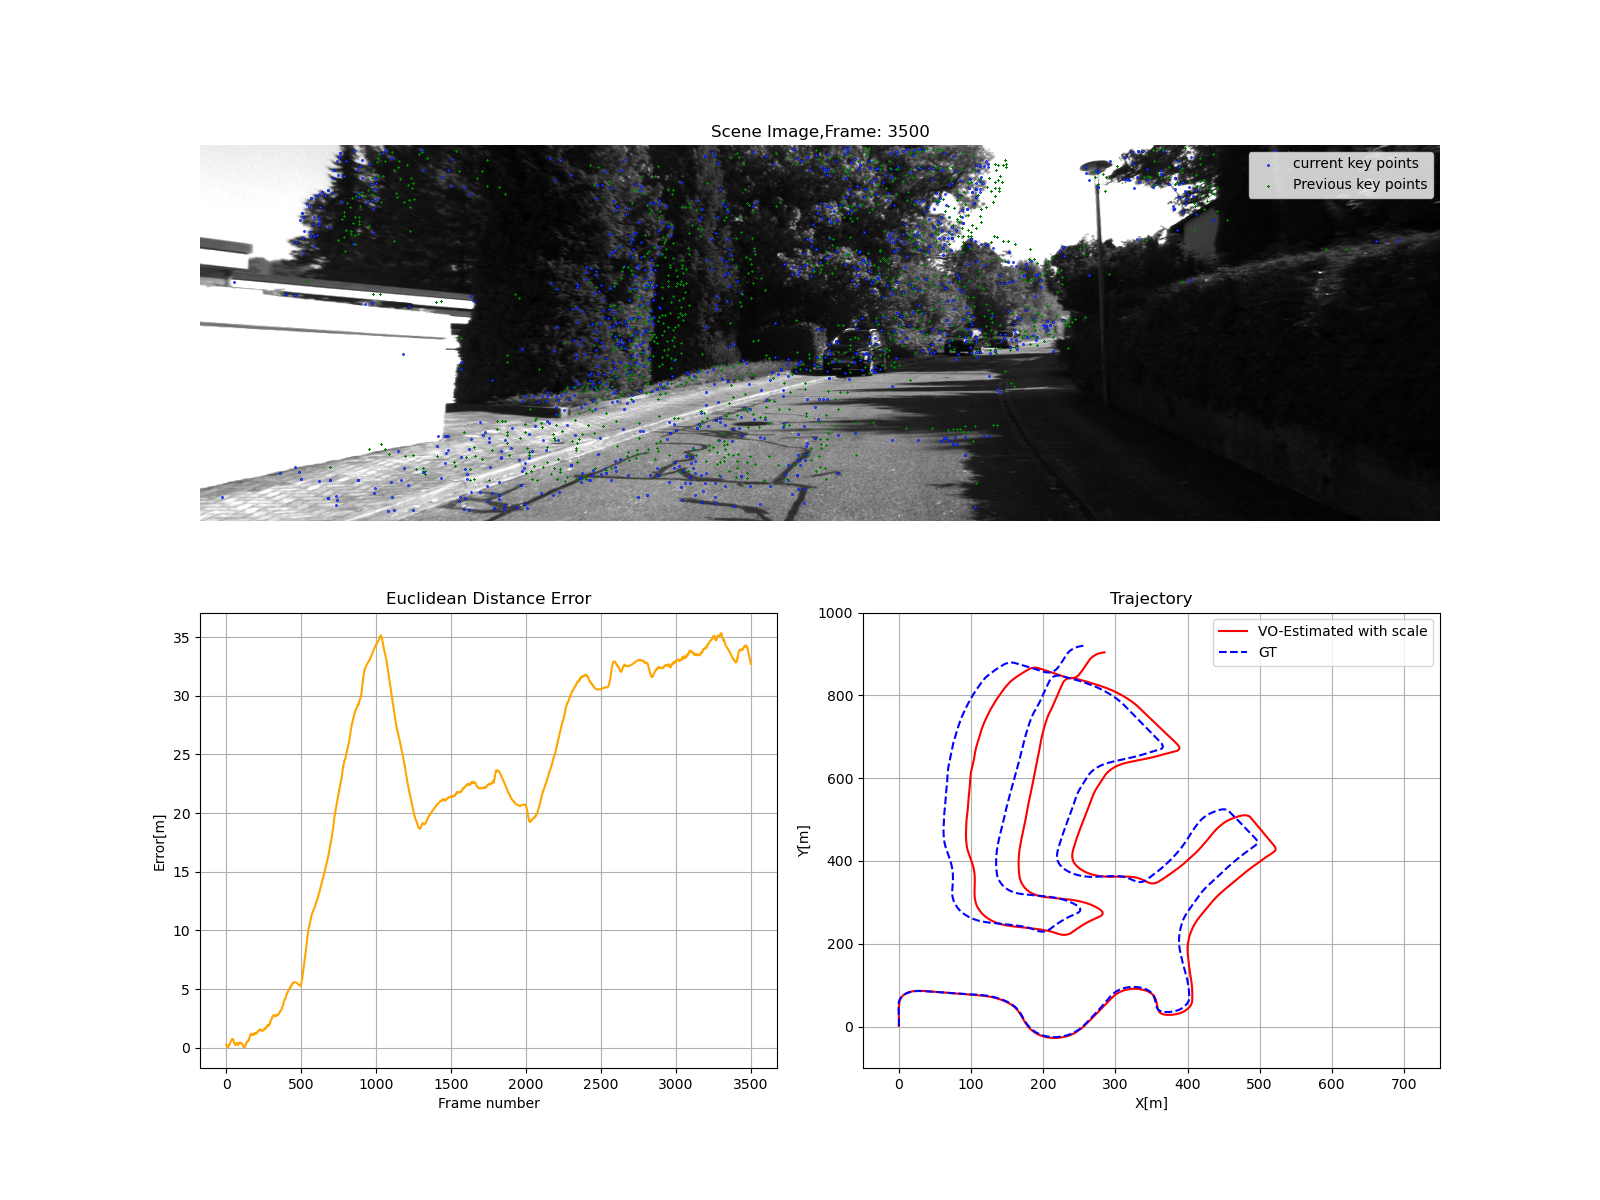 Scene Image,Frame: 3500
current key points
Previous key points
Euclidean Distance Error
35
30
25
20
15
10
5
0
Error[m]
0 500 1000 1500 2000 2500 3000 3500
Frame number
Trajectory
VO-Estimated with scale
GT
1000
800
600
400
200
0
Y[m]
0 100 200 300 400 500 600 700
X[m]